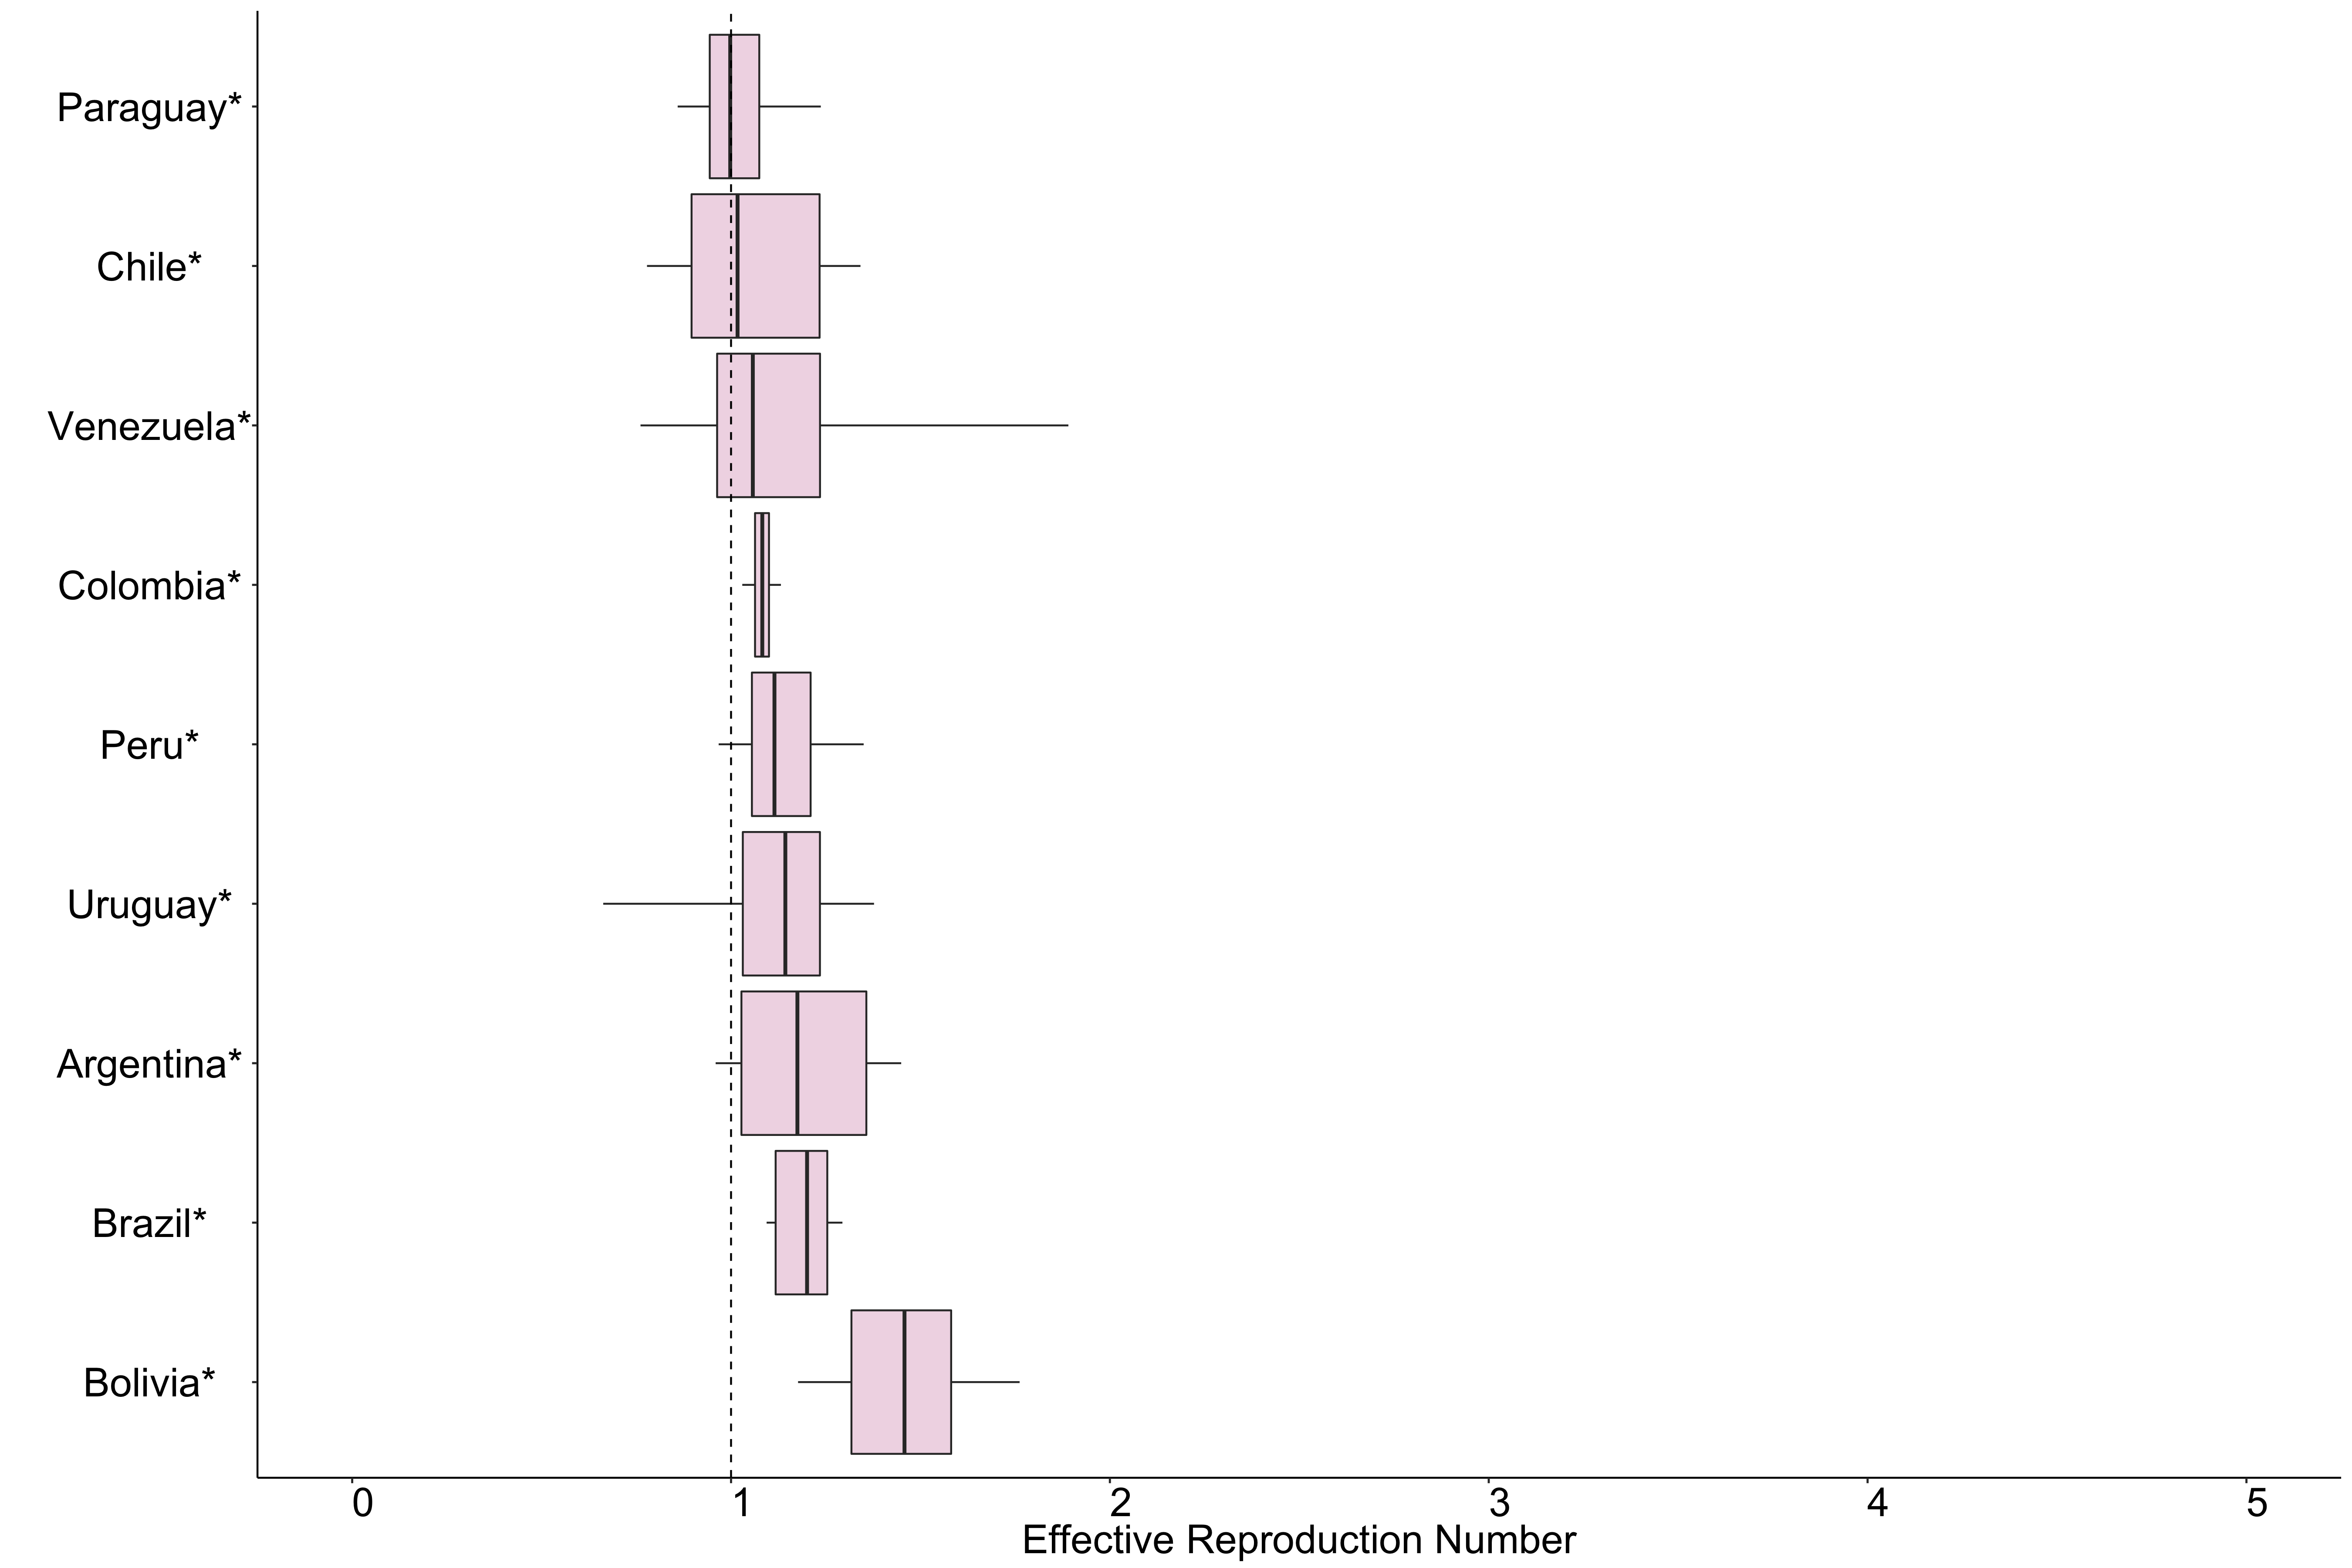 Paraguay*
Chile*
Venezuela*
Colombia*
Peru*
Uruguay*
Argentina*
Brazil*
Bolivia*
0 1 2 3 4 5
Effective Reproduction Number